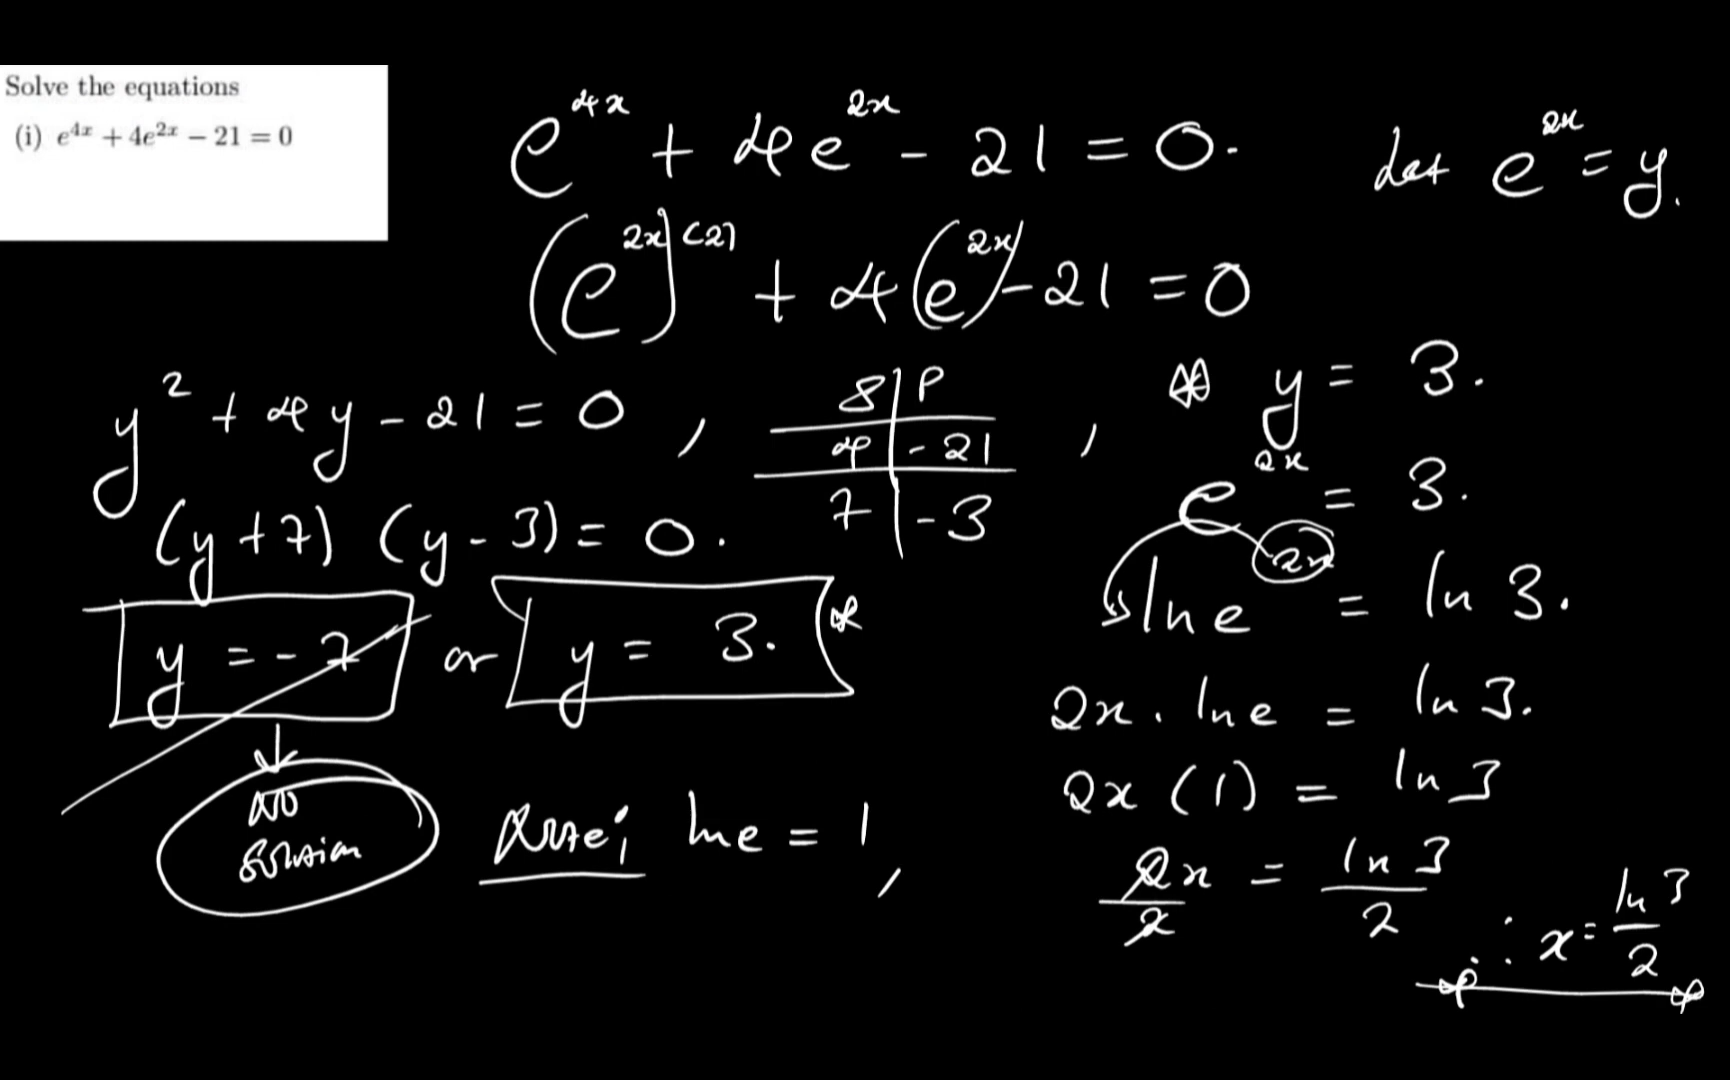 Solve the equations
(i) e^{4x} + 4e^{2x} − 21 = 0
e^{4x} + 4e^{2x} - 21 = 0.
let e^{2x} = y.
(e^{2x})^{(2)} + 4(e^{2x}) - 21 = 0
y^2 + 4y - 21 = 0 ,
S | P
4 | -21
7 | -3
,
(y+7) (y-3) = 0.
y = -7 or y = 3.
NO
solution
Note; lne = 1 ,
y = 3.
e^{2x} = 3.
lne^{2x} = ln 3.
2x . lne = ln 3.
2x (1) = ln 3
2x/2 = ln 3/2
∴ x = ln 3/2